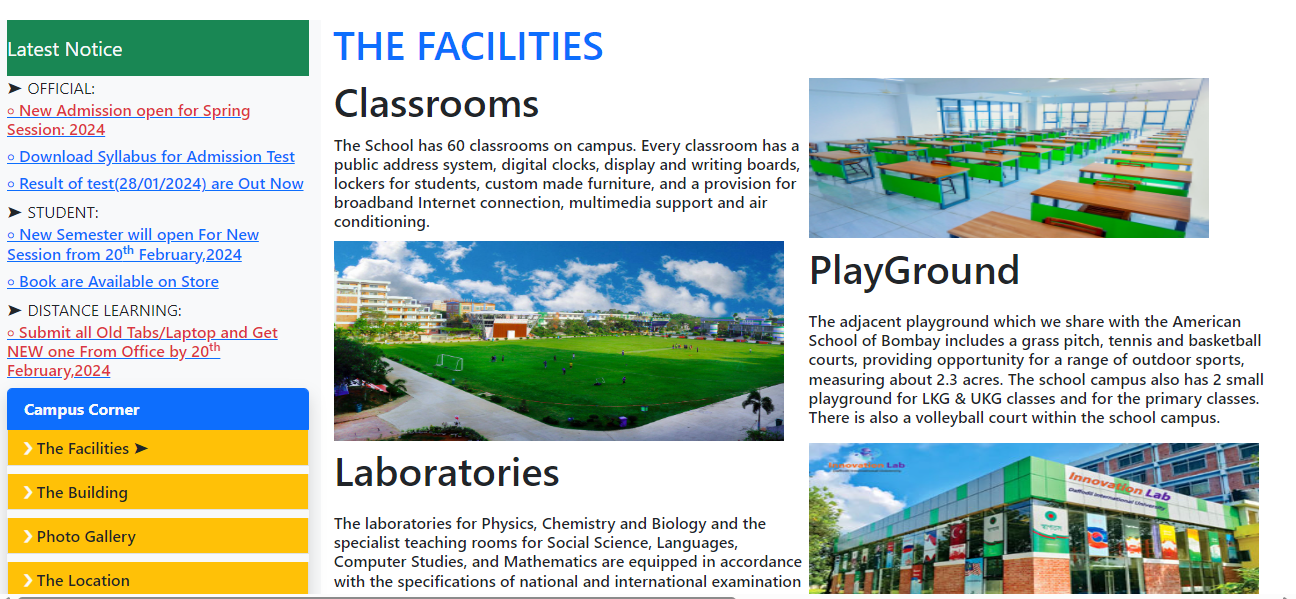 Latest Notice
➤ OFFICIAL:
○ New Admission open for Spring
Session: 2024
○ Download Syllabus for Admission Test
○ Result of test(28/01/2024) are Out Now
➤ STUDENT:
○ New Semester will open For New
Session from 20th February,2024
○ Book are Available on Store
➤ DISTANCE LEARNING:
○ Submit all Old Tabs/Laptop and Get
NEW one From Office by 20th
February,2024
Campus Corner
❯ The Facilities ➤
❯ The Building
❯ Photo Gallery
❯ The Location
THE FACILITIES
Classrooms
The School has 60 classrooms on campus. Every classroom has a
public address system, digital clocks, display and writing boards,
lockers for students, custom made furniture, and a provision for
broadband Internet connection, multimedia support and air
conditioning.
PlayGround
The adjacent playground which we share with the American
School of Bombay includes a grass pitch, tennis and basketball
courts, providing opportunity for a range of outdoor sports,
measuring about 2.3 acres. The school campus also has 2 small
playground for LKG & UKG classes and for the primary classes.
There is also a volleyball court within the school campus.
Laboratories
The laboratories for Physics, Chemistry and Biology and the
specialist teaching rooms for Social Science, Languages,
Computer Studies, and Mathematics are equipped in accordance
with the specifications of national and international examination
Innovation Lab
Daffodil International University
Innovation Lab
Daffodil International University